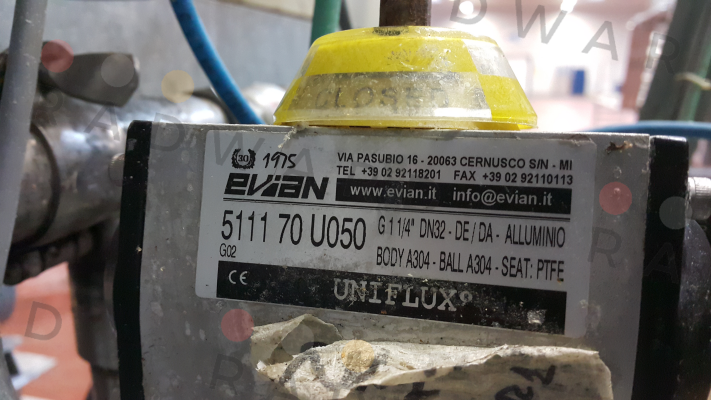 CLOSED
30 1975
EVIAN
VIA PASUBIO 16 - 20063 CERNUSCO S/N - MI
TEL +39 02 92118201 FAX +39 02 92110113
www.evian.it info@evian.it
5111 70 U050
G02
G 1 1/4" DN32 - DE / DA - ALLUMINIO
BODY A304 - BALL A304 - SEAT: PTFE
CE
UNIFLUX®